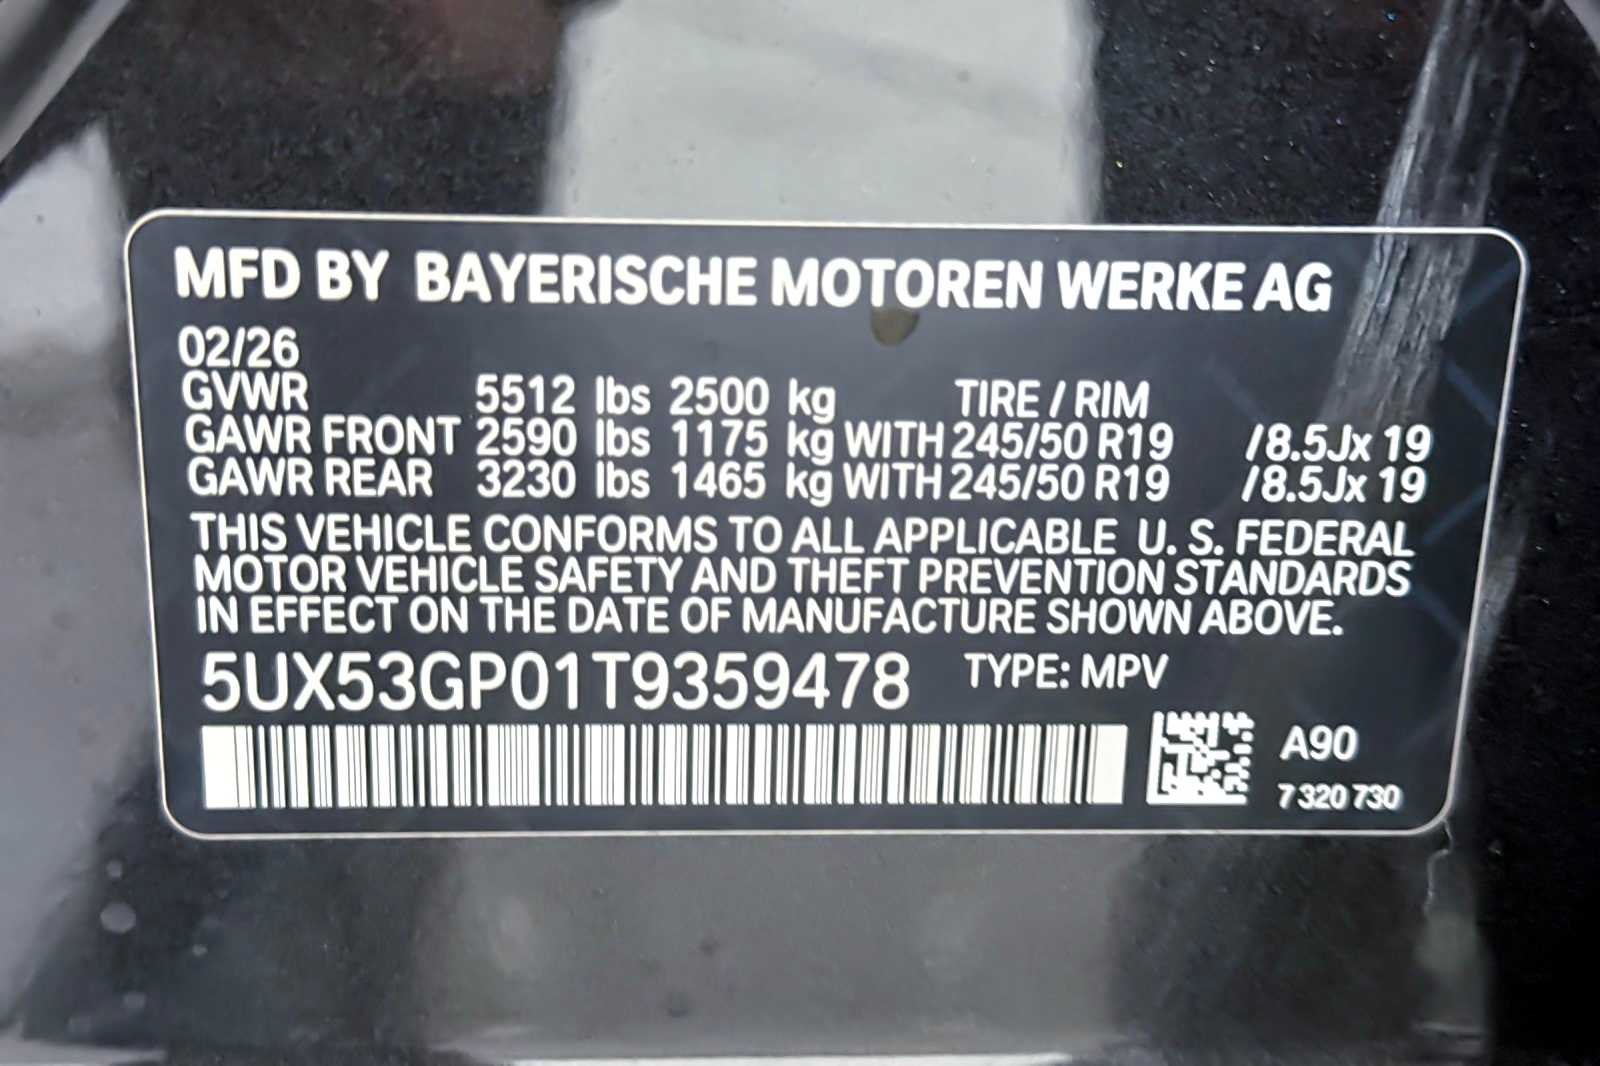 MFD BY BAYERISCHE MOTOREN WERKE AG
02/26
GVWR 5512 lbs 2500 kg TIRE / RIM
GAWR FRONT 2590 lbs 1175 kg WITH 245/50 R19 /8.5Jx 19
GAWR REAR 3230 lbs 1465 kg WITH 245/50 R19 /8.5Jx 19
THIS VEHICLE CONFORMS TO ALL APPLICABLE U. S. FEDERAL
MOTOR VEHICLE SAFETY AND THEFT PREVENTION STANDARDS
IN EFFECT ON THE DATE OF MANUFACTURE SHOWN ABOVE.
5UX53GP01T9359478 TYPE: MPV
A90
7 320 730